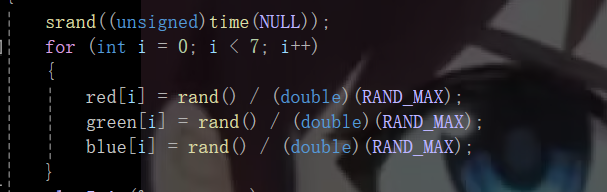 srand((unsigned)time(NULL));
for (int i = 0; i < 7; i++)
{
red[i] = rand() / (double)(RAND_MAX);
green[i] = rand() / (double)(RAND_MAX);
blue[i] = rand() / (double)(RAND_MAX);
}